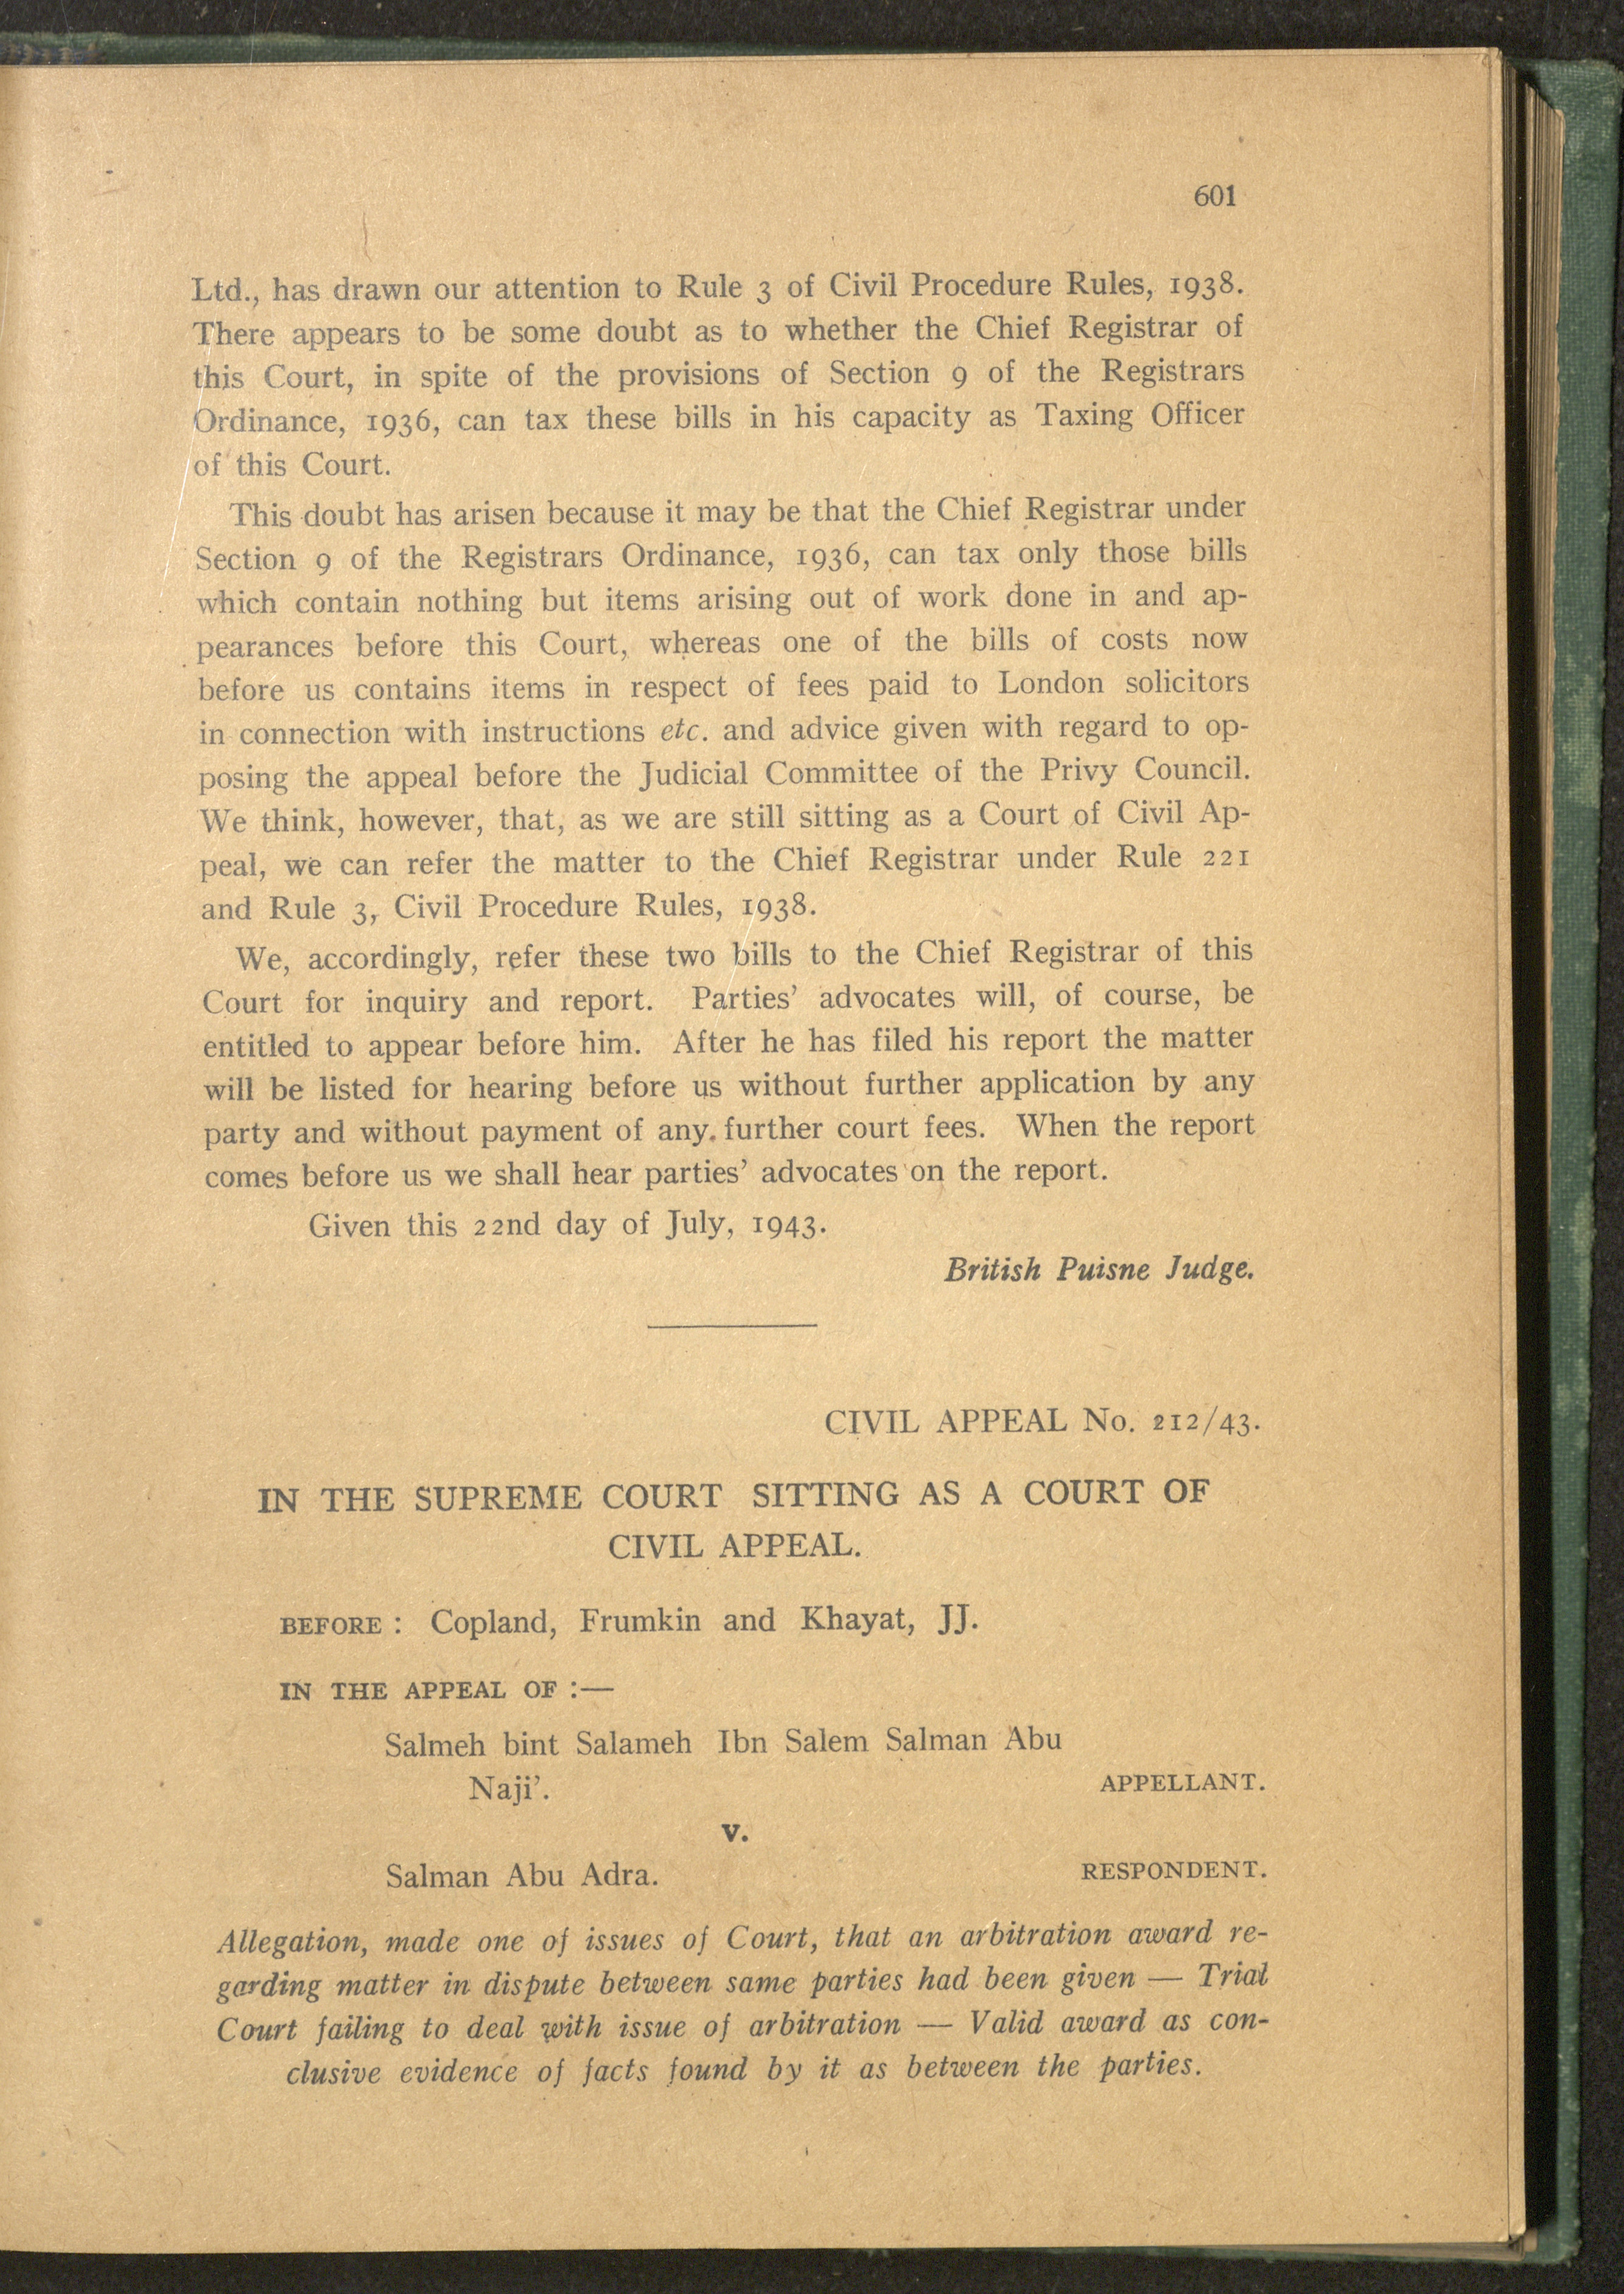 601
Ltd., has drawn our attention to Rule 3 of Civil Procedure Rules, 1938.
There appears to be some doubt as to whether the Chief Registrar of
this Court, in spite of the provisions of Section 9 of the Registrars
Ordinance, 1936, can tax these bills in his capacity as Taxing Officer
of this Court.
This doubt has arisen because it may be that the Chief Registrar under
Section 9 of the Registrars Ordinance, 1936, can tax only those bills
which contain nothing but items arising out of work done in and ap-
pearances before this Court, whereas one of the bills of costs now
before us contains items in respect of fees paid to London solicitors
in connection with instructions etc. and advice given with regard to op-
posing the appeal before the Judicial Committee of the Privy Council.
We think, however, that, as we are still sitting as a Court of Civil Ap-
peal, we can refer the matter to the Chief Registrar under Rule 221
and Rule 3, Civil Procedure Rules, 1938.
We, accordingly, refer these two bills to the Chief Registrar of this
Court for inquiry and report. Parties' advocates will, of course, be
entitled to appear before him. After he has filed his report the matter
will be listed for hearing before us without further application by any
party and without payment of any further court fees. When the report
comes before us we shall hear parties' advocates on the report.
Given this 22nd day of July, 1943.
British Puisne Judge.
CIVIL APPEAL No. 212/43.
IN THE SUPREME COURT SITTING AS A COURT OF
CIVIL APPEAL.
BEFORE : Copland, Frumkin and Khayat, JJ.
IN THE APPEAL OF :—
Salmeh bint Salameh Ibn Salem Salman Abu
Naji'. APPELLANT.
v.
Salman Abu Adra. RESPONDENT.
Allegation, made one of issues of Court, that an arbitration award re-
garding matter in dispute between same parties had been given — Trial
Court failing to deal with issue of arbitration — Valid award as con-
clusive evidence of facts found by it as between the parties.